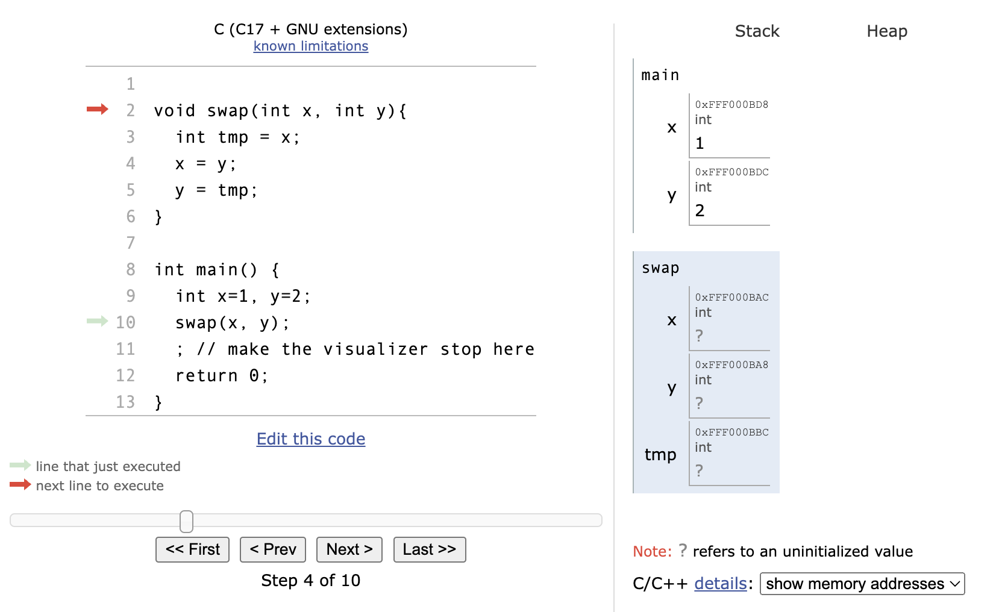 C (C17 + GNU extensions)
known limitations
1
2 void swap(int x, int y){
3 int tmp = x;
4 x = y;
5 y = tmp;
6 }
7
8 int main() {
9 int x=1, y=2;
10 swap(x, y);
11 ; // make the visualizer stop here
12 return 0;
13 }
Edit this code
line that just executed
next line to execute
<< First < Prev Next > Last >>
Step 4 of 10
Stack Heap
main
0xFFF000BD8
int
x
1
0xFFF000BDC
int
y
2
swap
0xFFF000BAC
int
x
?
0xFFF000BA8
int
y
?
0xFFF000BBC
int
tmp
?
Note: ? refers to an uninitialized value
C/C++ details: show memory addresses